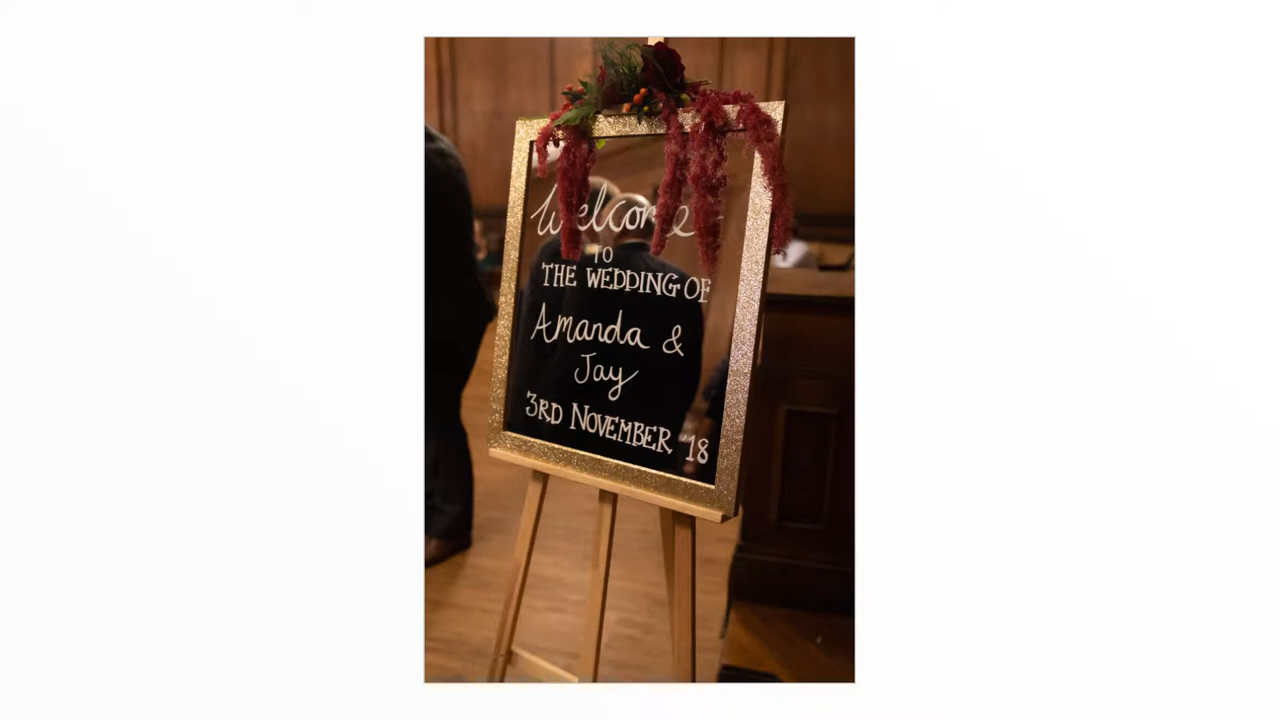 Welcome
TO
THE WEDDING OF
Amanda &
Jay
3RD NOVEMBER '18